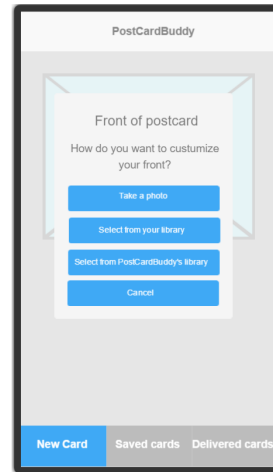 PostCardBuddy
Front of postcard
How do you want to custumize
your front?
Take a photo
Select from your library
Select from PostCardBuddy's library
Cancel
New Card
Saved cards
Delivered cards